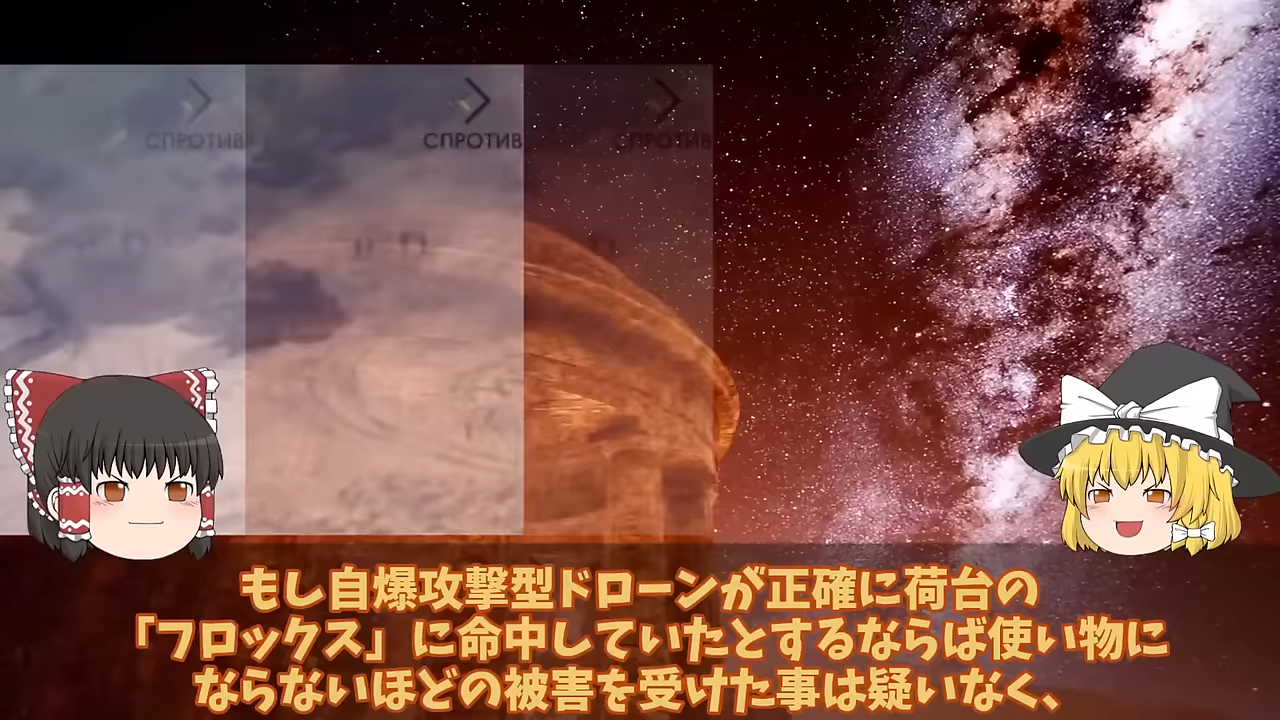 СПРОТИВ
СПРОТИВ
СПРОТИВ
もし自爆攻撃型ドローンが正確に荷台の
「フロックス」に命中していたとするならば使い物に
ならないほどの被害を受けた事は疑いなく、